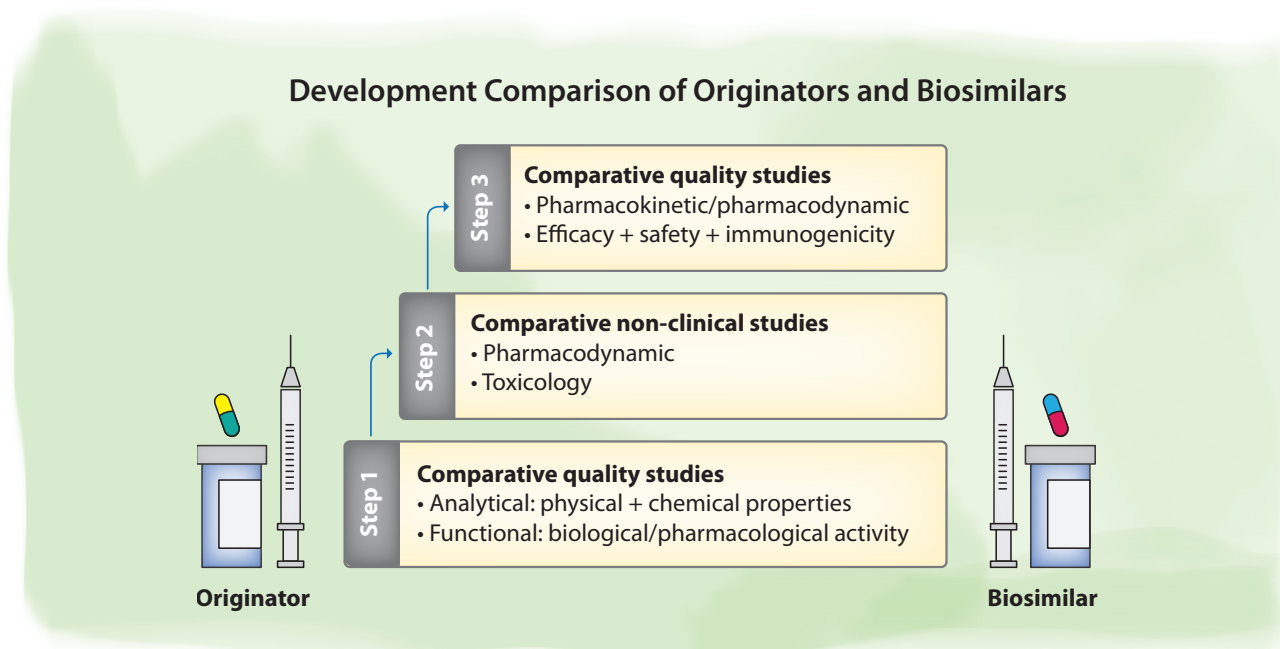 Development Comparison of Originators and Biosimilars
Step 3
Comparative quality studies
• Pharmacokinetic/pharmacodynamic
• Efficacy + safety + immunogenicity
Step 2
Comparative non-clinical studies
• Pharmacodynamic
• Toxicology
Step 1
Comparative quality studies
• Analytical: physical + chemical properties
• Functional: biological/pharmacological activity
Originator
Biosimilar